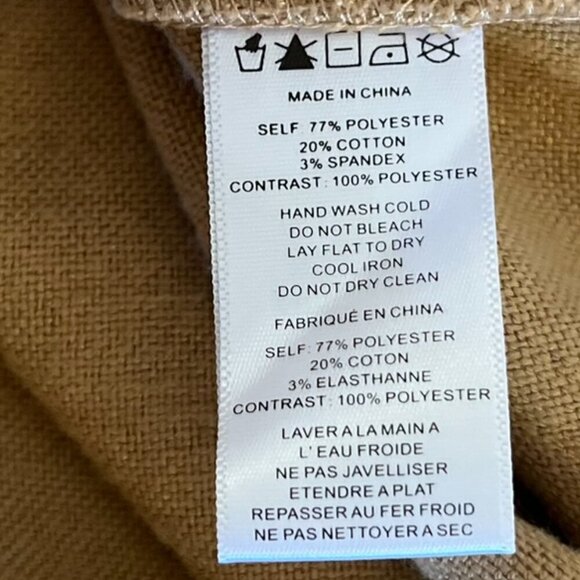 MADE IN CHINA
SELF: 77% POLYESTER
20% COTTON
3% SPANDEX
CONTRAST: 100% POLYESTER
HAND WASH COLD
DO NOT BLEACH
LAY FLAT TO DRY
COOL IRON
DO NOT DRY CLEAN
FABRIQUÉ EN CHINA
SELF: 77% POLYESTER
20% COTON
3% ELASTHANNE
CONTRAST: 100% POLYESTER
LAVER A LA MAIN A
L'EAU FROIDE
NE PAS JAVELLISER
ETENDRE A PLAT
REPASSER AU FER FROID
NE PAS NETTOYER A SEC